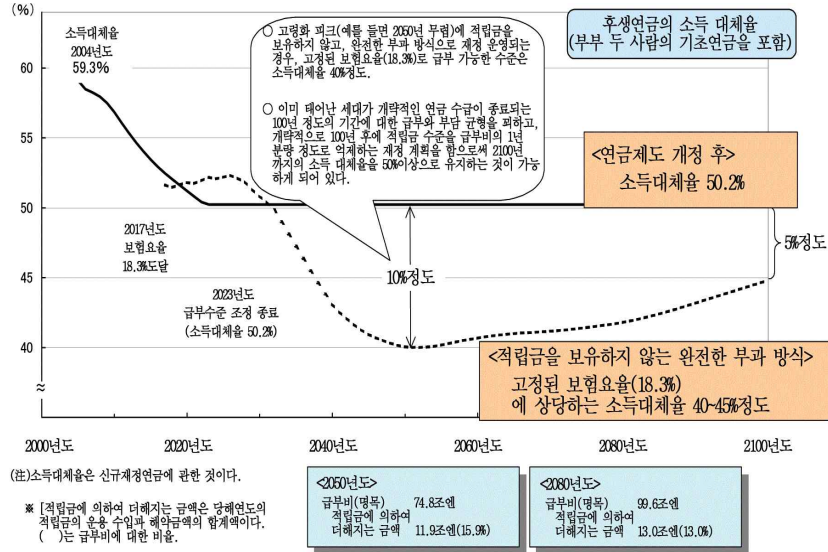 (%)
후생연금의 소득 대체율
(부부 두 사람의 기초연금을 포함)
소득대체율
2004년도
59.3%
○ 고령화 피크(예를 들면 2050년 무렵)에 적립금을
보유하지 않고, 완전한 부과 방식으로 재정 운영되는
경우, 고정된 보험요율(18.3%)로 급부 가능한 수준은
소득대체율 40%정도.
○ 이미 태어난 세대가 개략적인 연금 수급이 종료되는
100년 정도의 기간에 대한 급부와 부담 균형을 꾀하고,
개략적으로 100년 후에 적립금 수준을 급부비의 1년
분량 정도로 억제하는 재정 계획을 함으로써 2100년
까지의 소득 대체율을 50%이상으로 유지하는 것이 가능
하게 되어 있다.
<연금제도 개정 후>
소득대체율 50.2%
60
55
50
45
40
≈
2017년도
보험요율
18.3%도달
2023년도
급부수준 조정 종료
(소득대체율 50.2%)
10%정도
5%정도
<적립금을 보유하지 않는 완전한 부과 방식>
고정된 보험요율(18.3%)
에 상당하는 소득대체율 40~45%정도
2000년도 2020년도 2040년도 2060년도 2080년도 2100년도
(注)소득대체율은 신규재정연금에 관한 것이다.
※ [적립금에 의하여 더해지는 금액은 당해연도의
적립금의 운용 수입과 해약금액의 합계액이다.
( )는 급부비에 대한 비율.
<2050년도>
급부비(명목) 74.8조엔
적립금에 의하여
더해지는 금액 11.9조엔(15.9%)
<2080년도>
급부비(명목) 99.6조엔
적립금에 의하여
더해지는 금액 13.0조엔(13.0%)